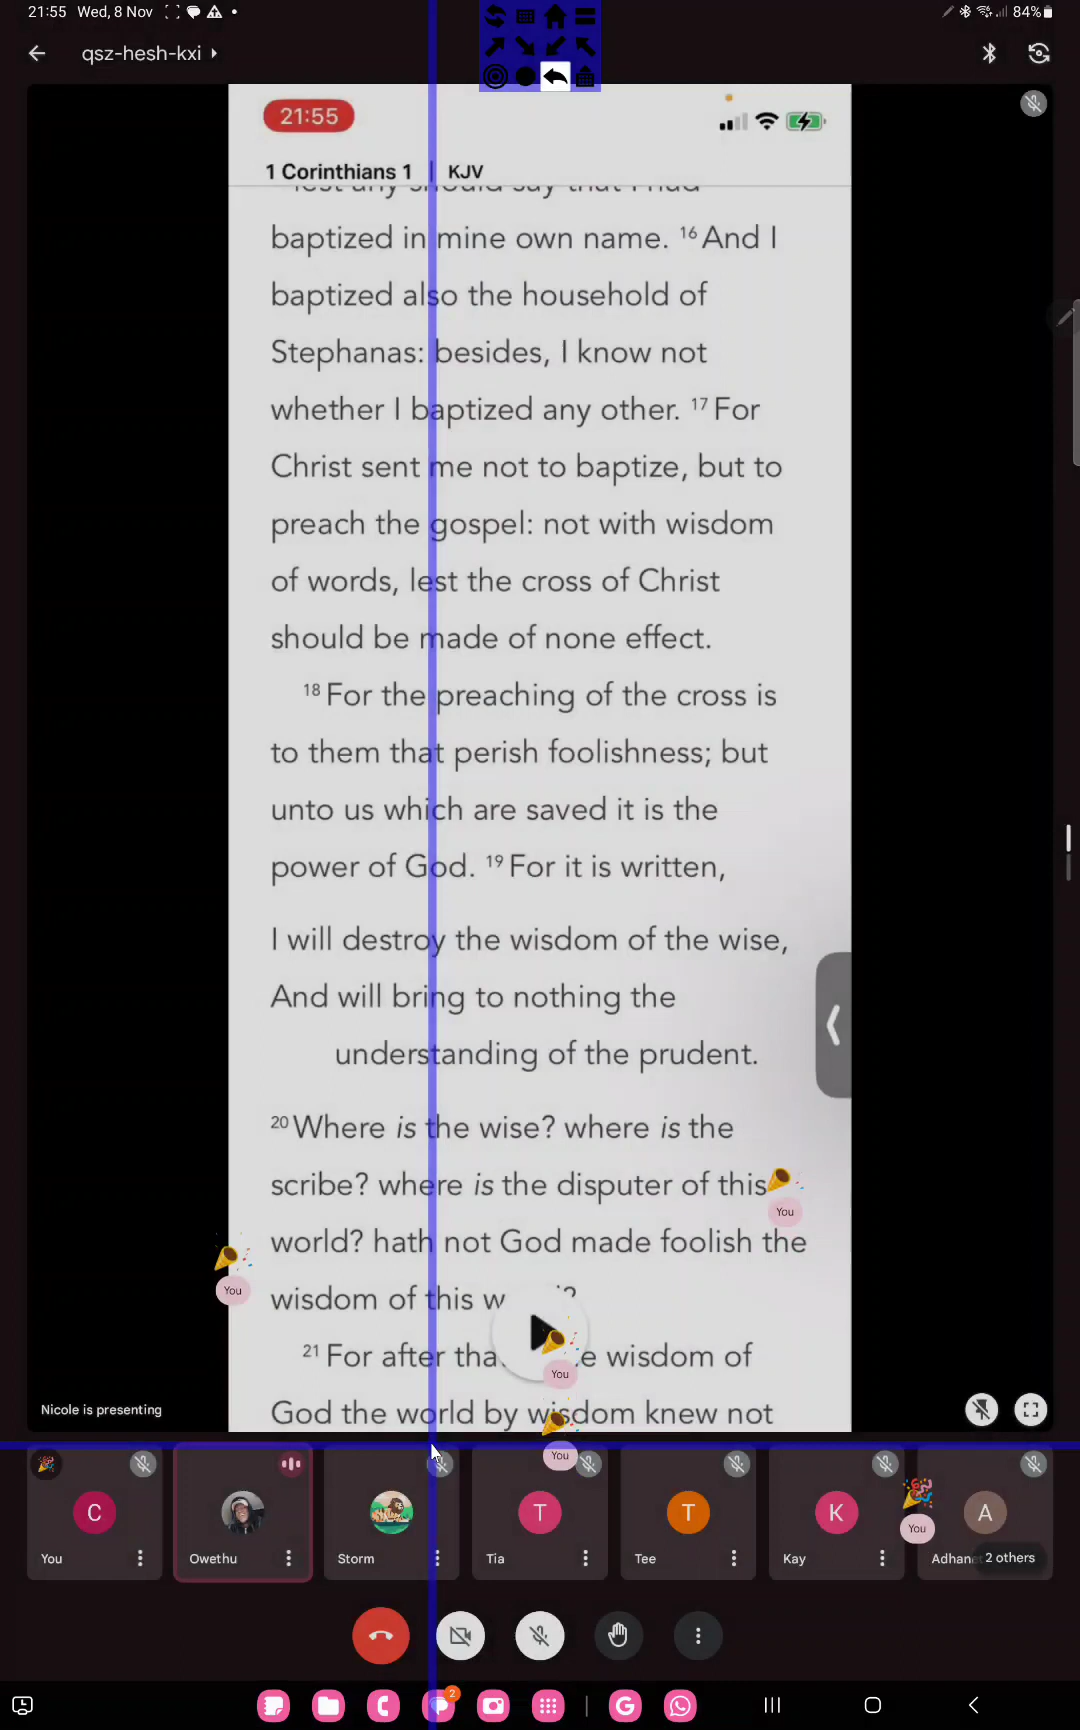 21:55 Wed, 8 Nov
84%
qsz-hesh-kxi
21:55
1 Corinthians 1 | KJV
lest any should say that I had
baptized in mine own name. 16 And I
baptized also the household of
Stephanas: besides, I know not
whether I baptized any other. 17 For
Christ sent me not to baptize, but to
preach the gospel: not with wisdom
of words, lest the cross of Christ
should be made of none effect.
18 For the preaching of the cross is
to them that perish foolishness; but
unto us which are saved it is the
power of God. 19 For it is written,
I will destroy the wisdom of the wise,
And will bring to nothing the
understanding of the prudent.
20 Where is the wise? where is the
scribe? where is the disputer of this
You
world? hath not God made foolish the
You
wisdom of this
21 For after wisdom of
You
God the world by wisdom knew not
Nicole is presenting
You
C
T
T
K
A
You
You
Owethu
Storm
Tia
Tee
Kay
2 others
2
G